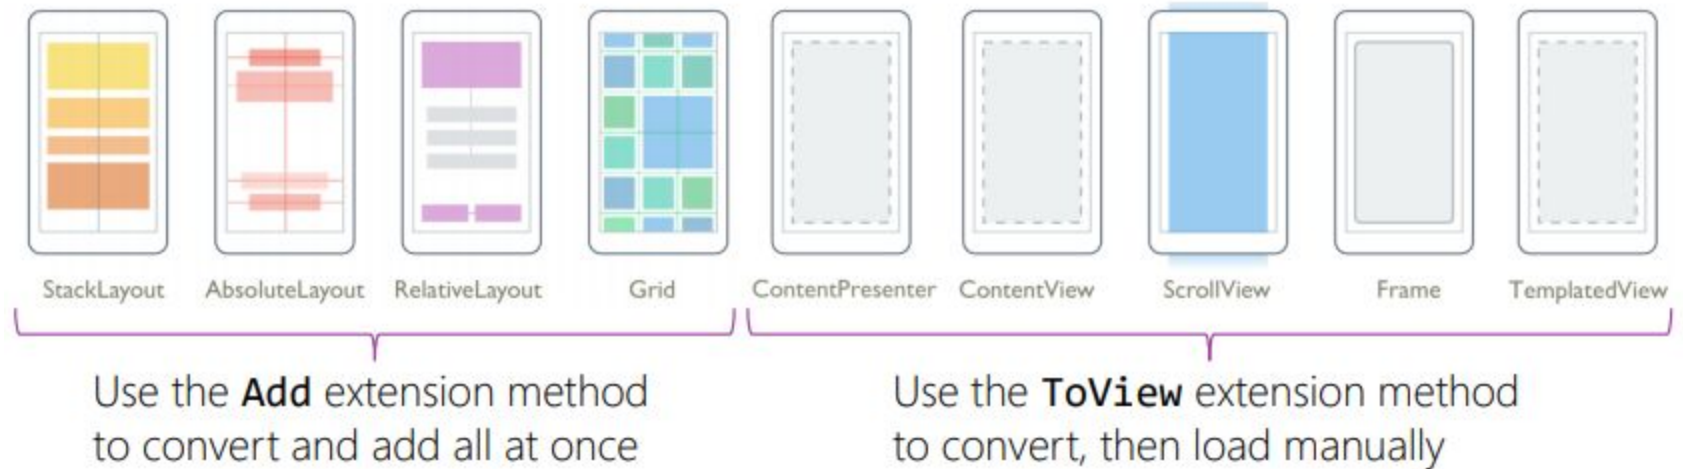 StackLayout AbsoluteLayout RelativeLayout Grid ContentPresenter ContentView ScrollView Frame TemplatedView
Use the Add extension method
to convert and add all at once
Use the ToView extension method
to convert, then load manually